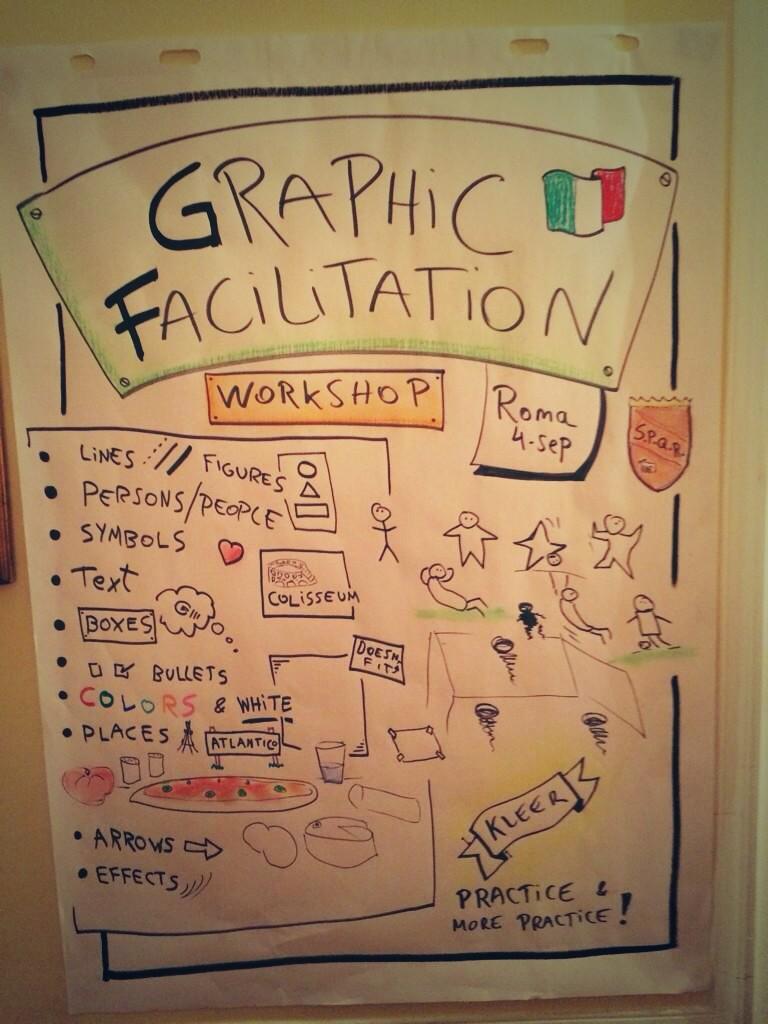 GRAPHiC
FACiLiTATiON
WORKSHOP
Roma
4-sep
S.P.Q.R.
LiNES
FIGURES
PERSONS/PEOPLE
SYMBOLS
Text
COLiSSEUM
BOXES
DOESN
FiTS
BULLETS
COLORS & WHITE
PLACES
ATLANTiCO
KLEER
ARROWS
EFFECTS
PRACTiCE &
MORE PRACTiCE!